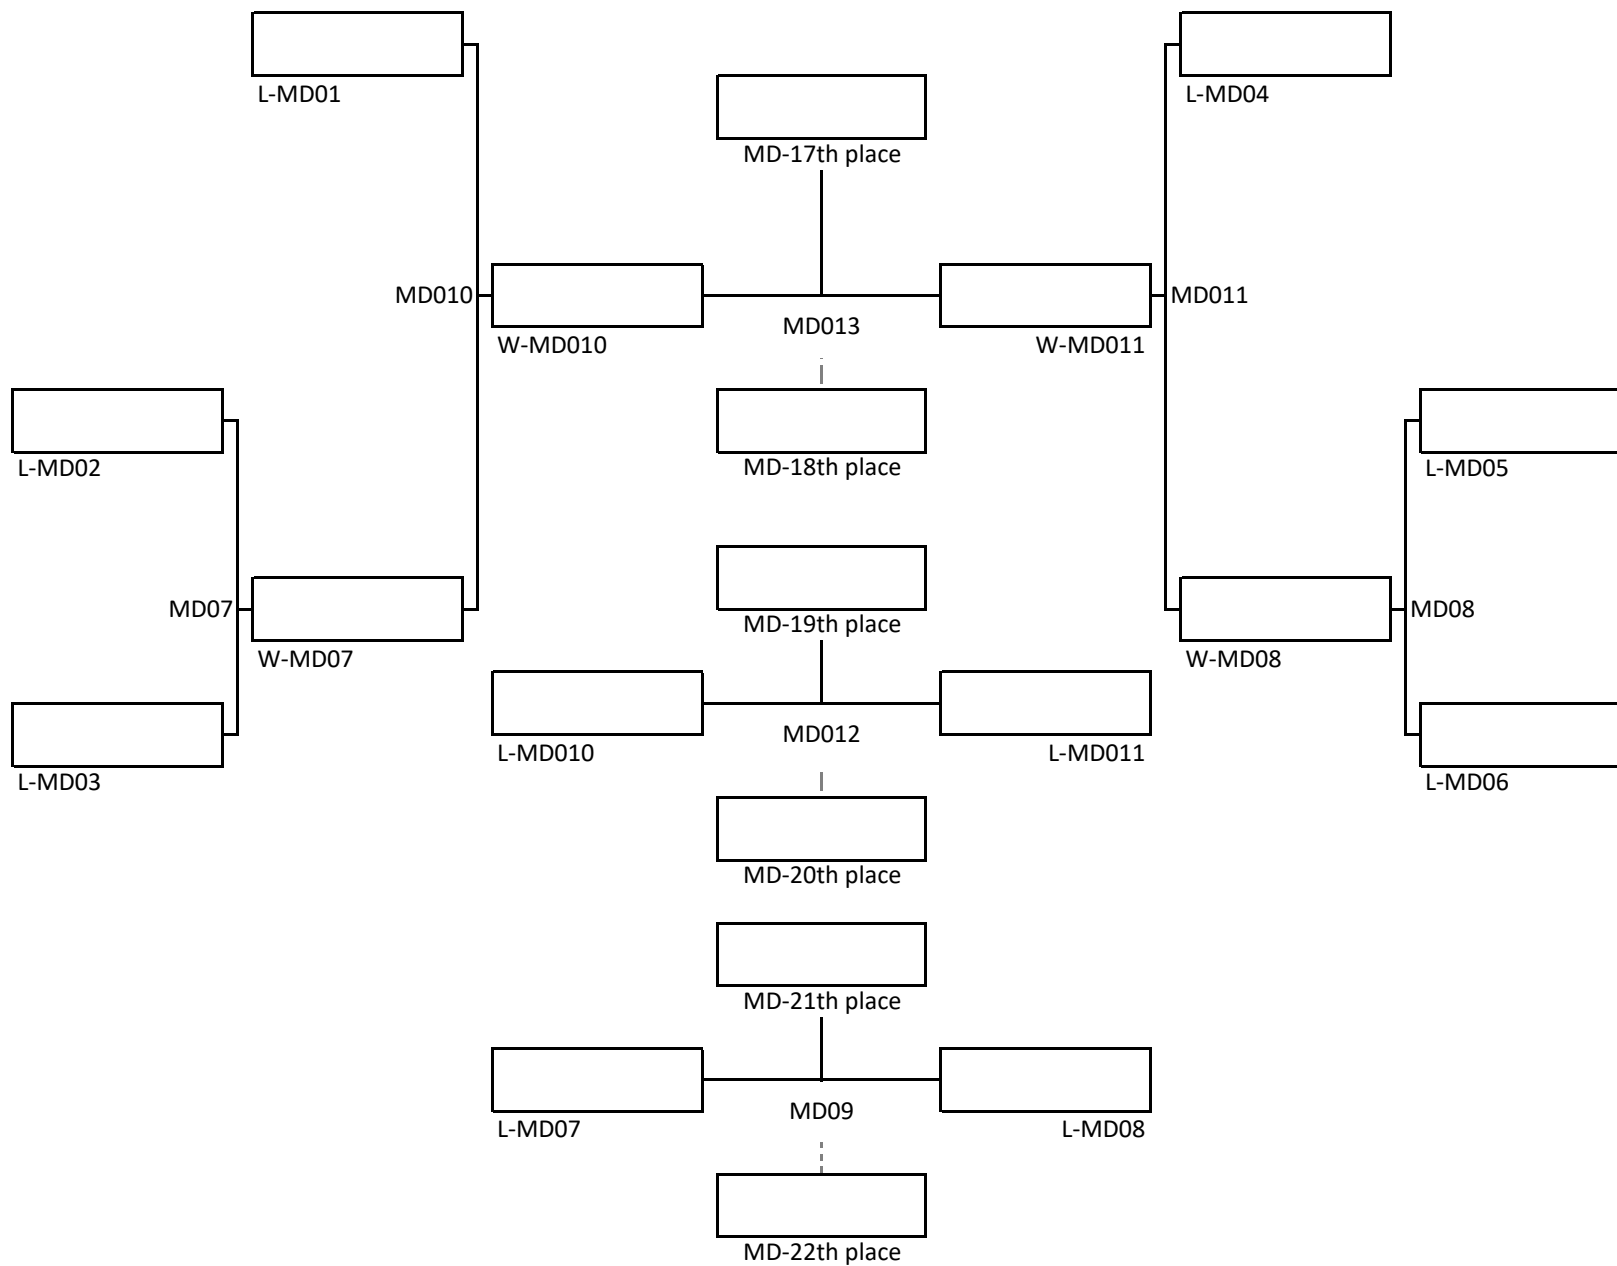 L-MD01
L-MD04
MD-17th place
MD010
MD011
MD013
W-MD010
W-MD011
L-MD02
MD-18th place
L-MD05
MD07
MD-19th place
MD08
W-MD07
W-MD08
MD012
L-MD010
L-MD011
L-MD03
L-MD06
MD-20th place
MD-21th place
MD09
L-MD07
L-MD08
MD-22th place